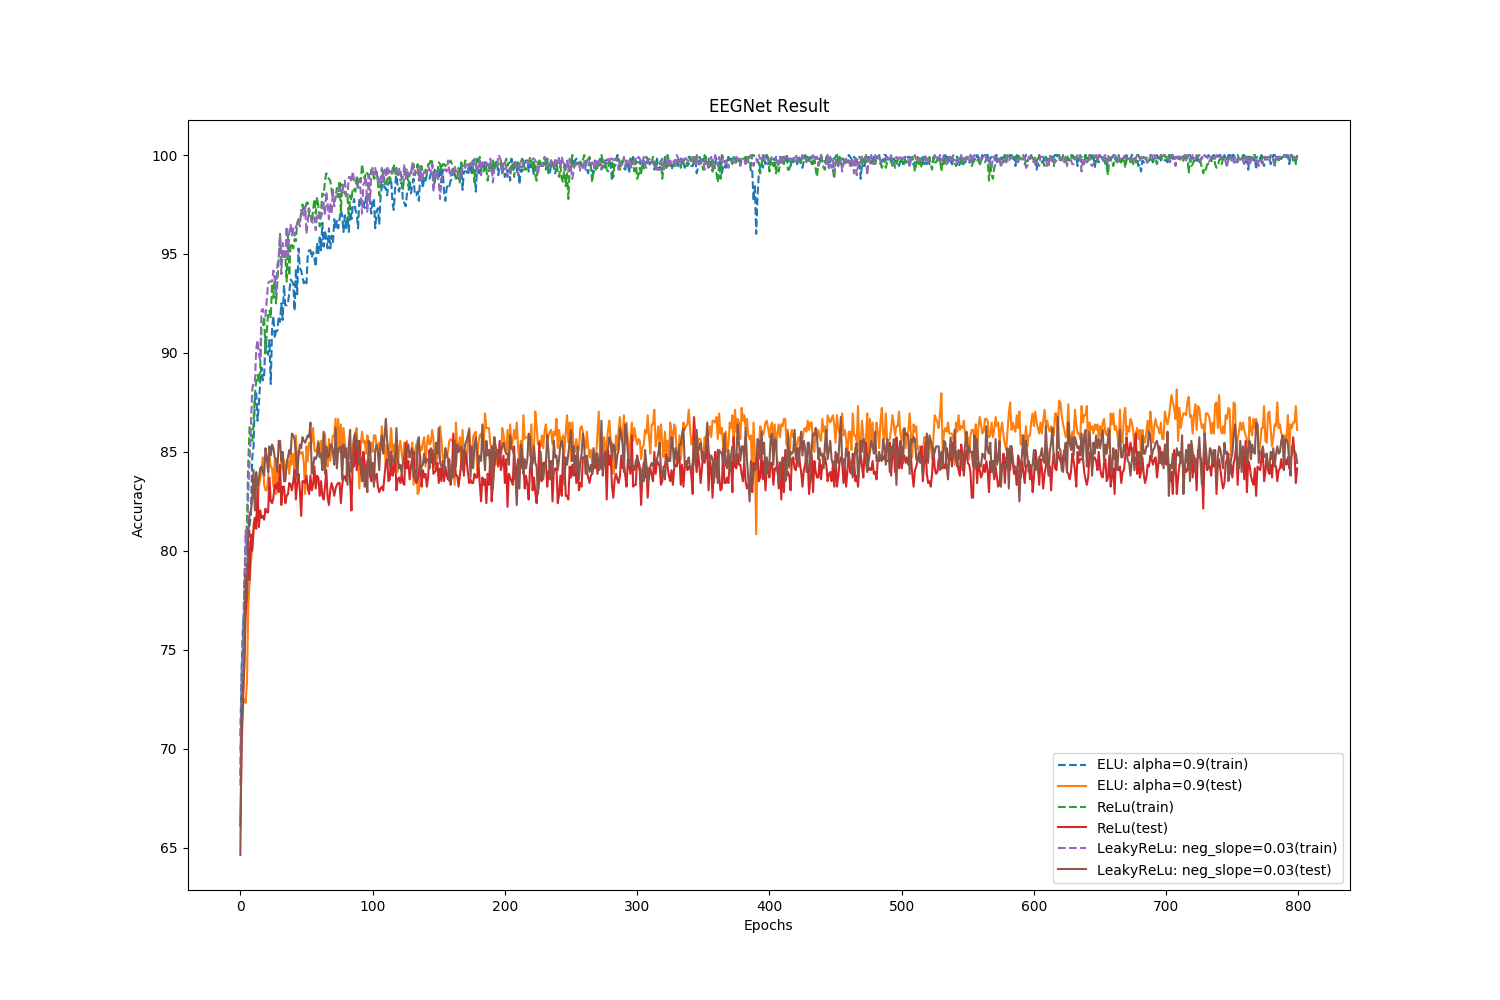 EEGNet Result
100
95
90
85
80
75
70
65
Accuracy
0 100 200 300 400 500 600 700 800
Epochs
ELU: alpha=0.9(train)
ELU: alpha=0.9(test)
ReLu(train)
ReLu(test)
LeakyReLu: neg_slope=0.03(train)
LeakyReLu: neg_slope=0.03(test)